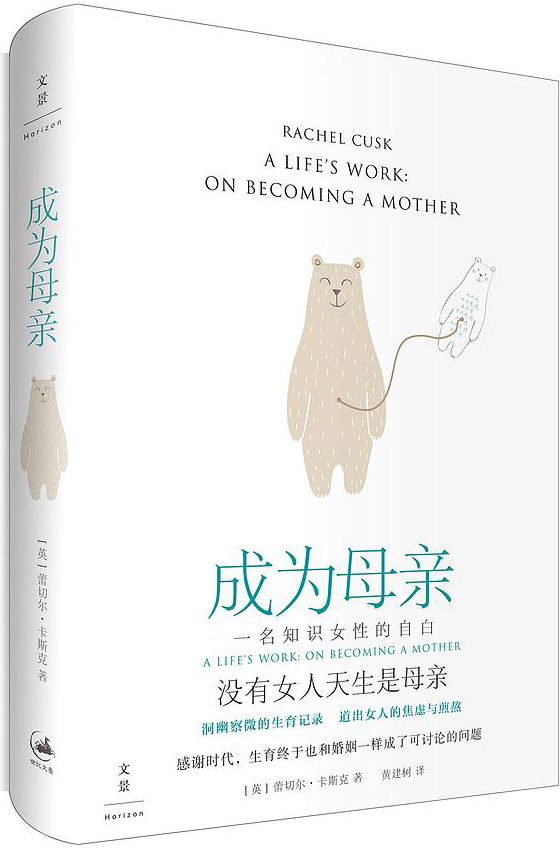 文
景
Horizon
成为母亲
[英]蕾切尔·卡斯克 著
世纪文景
RACHEL CUSK
A LIFE'S WORK:
ON BECOMING A MOTHER
成为母亲
一名知识女性的自白
A LIFE'S WORK: ON BECOMING A MOTHER
没有女人天生是母亲
洞幽察微的生育记录 道出女人的焦虑与煎熬
感谢时代，生育终于也和婚姻一样成了可讨论的问题
[英]蕾切尔·卡斯克 著 黄建树 译
文
景
Horizon